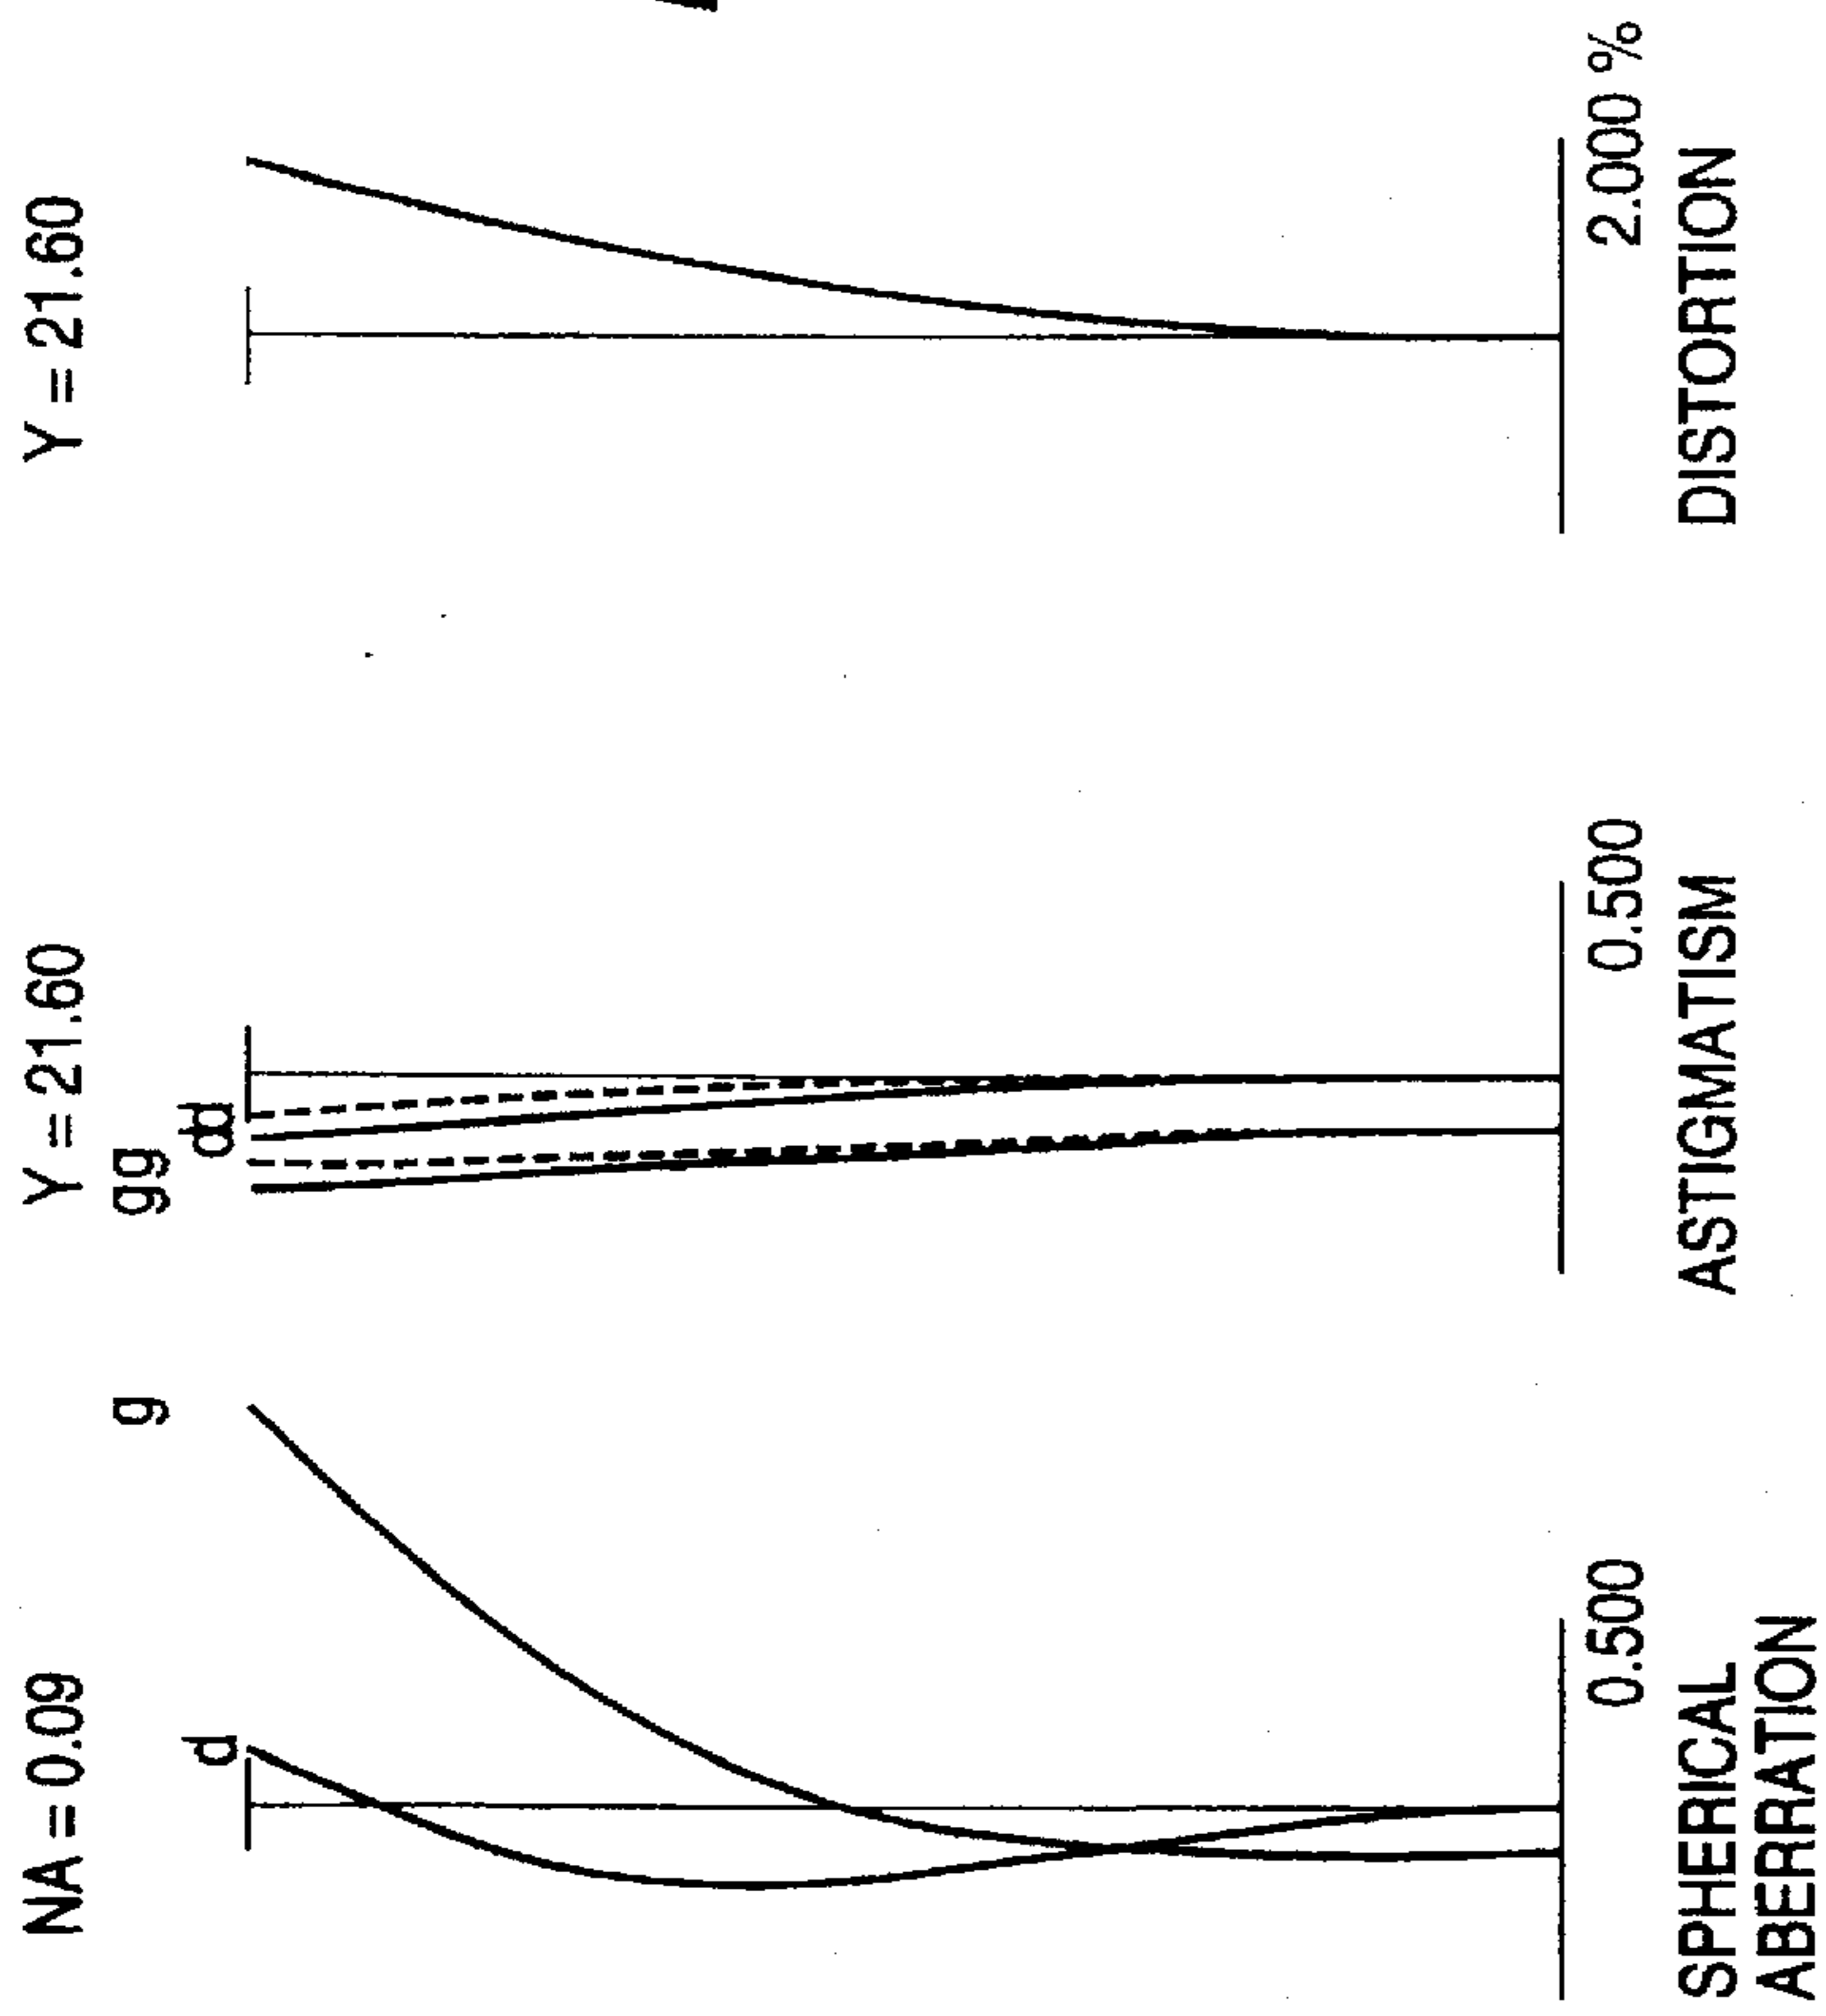 NA = 0.09
d
g
0.500
SPHERICAL
ABERRATION
Y = 21.60
gg
dd
0.500
ASTIGMATISM
Y = 21.60
2.000 %
DISTORTION